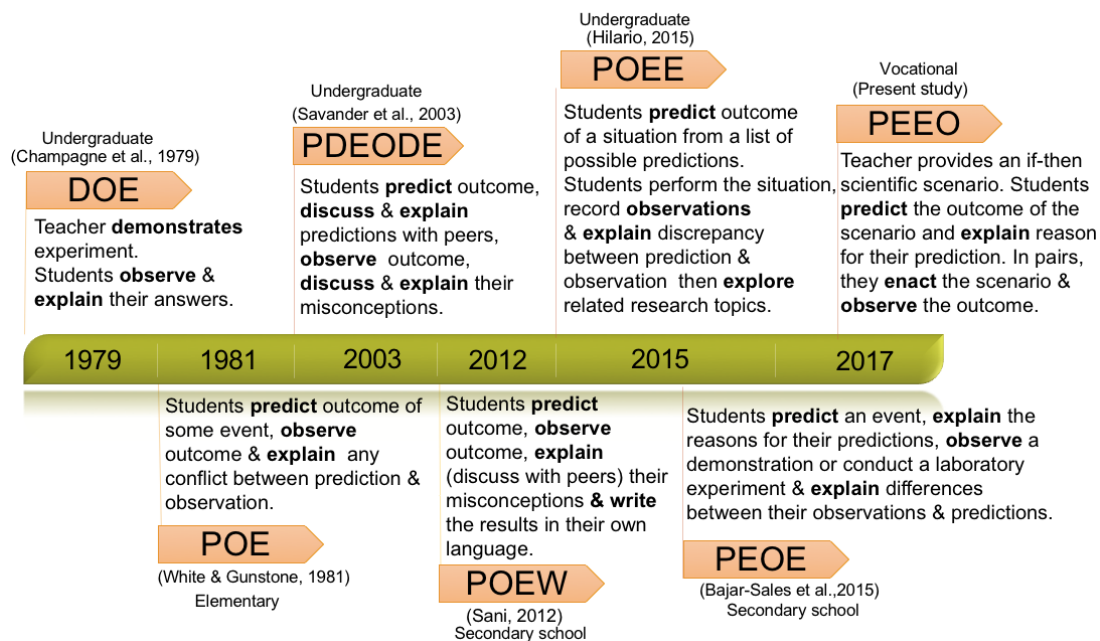 Undergraduate
(Champagne et al., 1979)
DOE
Teacher demonstrates
experiment.
Students observe &
explain their answers.
Undergraduate
(Savander et al., 2003)
PDEODE
Students predict outcome,
discuss & explain
predictions with peers,
observe outcome,
discuss & explain their
misconceptions.
Undergraduate
(Hilario, 2015)
POEE
Students predict outcome
of a situation from a list of
possible predictions.
Students perform the situation,
record observations
& explain discrepancy
between prediction &
observation then explore
related research topics.
Vocational
(Present study)
PEEO
Teacher provides an if-then
scientific scenario. Students
predict the outcome of the
scenario and explain reason
for their prediction. In pairs,
they enact the scenario &
observe the outcome.
1979
1981
2003
2012
2015
2017
Students predict outcome of
some event, observe
outcome & explain any
conflict between prediction &
observation.
POE
(White & Gunstone, 1981)
Elementary
Students predict
outcome, observe
outcome, explain
(discuss with peers) their
misconceptions & write
the results in their own
language.
POEW
(Sani, 2012)
Secondary school
Students predict an event, explain the
reasons for their predictions, observe a
demonstration or conduct a laboratory
experiment & explain differences
between their observations & predictions.
PEOE
(Bajar-Sales et al.,2015)
Secondary school